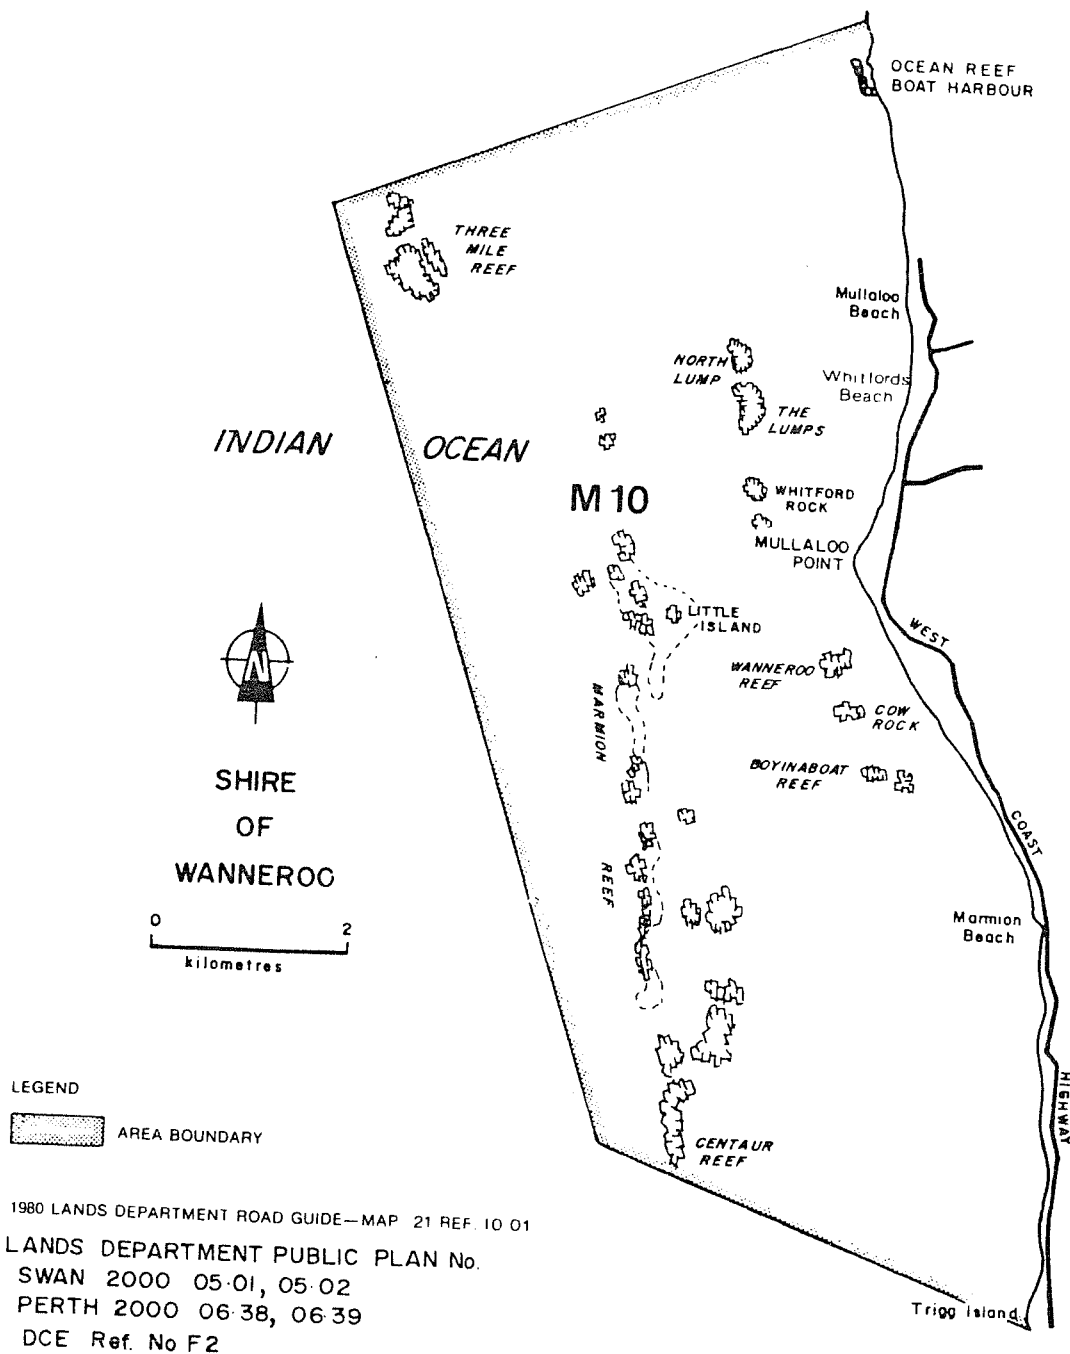 OCEAN REEF
BOAT HARBOUR
THREE
MILE
REEF
Mullaloo
Beach
NORTH
LUMP
Whitfords
Beach
THE
LUMPS
INDIAN OCEAN
M 10
WHITFORD
ROCK
MULLALOO
POINT
LITTLE
ISLAND
WEST
WANNEROO
REEF
N
MARMION
COW
ROCK
BOYINABOAT
REEF
SHIRE
OF
WANNEROO
COAST
REEF
Marmion
Beach
0 2
kilometres
HIGHWAY
LEGEND
AREA BOUNDARY
CENTAUR
REEF
1980 LANDS DEPARTMENT ROAD GUIDE—MAP 21 REF. 10 01
LANDS DEPARTMENT PUBLIC PLAN No.
SWAN 2000 05·01, 05·02
PERTH 2000 06·38, 06·39
DCE Ref. No F2
Trigg Island